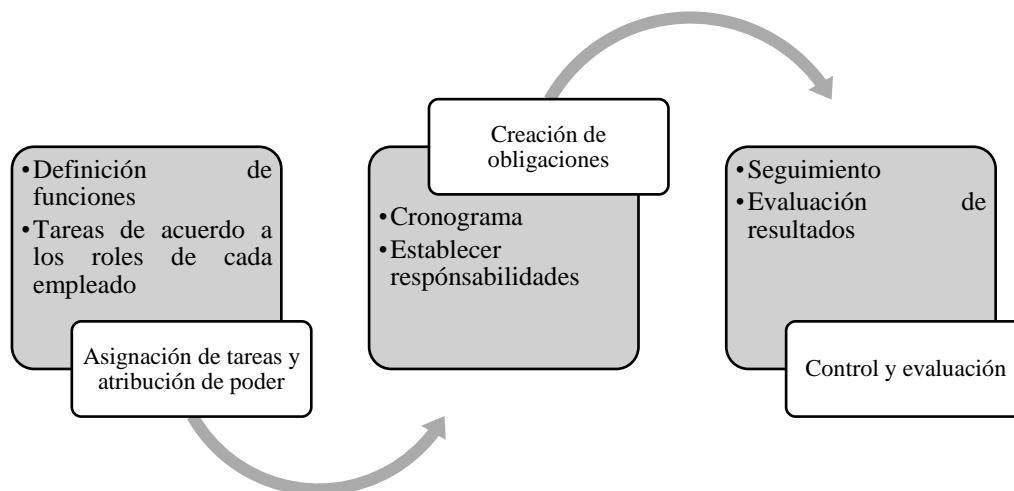 •Definición de
funciones
•Tareas de acuerdo a
los roles de cada
empleado
Asignación de tareas y
atribución de poder
Creación de
obligaciones
•Cronograma
•Establecer
respónsabilidades
•Seguimiento
•Evaluación de
resultados
Control y evaluación